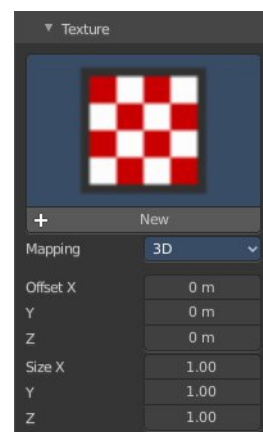 Texture
New
Mapping 3D
Offset X 0 m
Y 0 m
Z 0 m
Size X 1.00
Y 1.00
Z 1.00